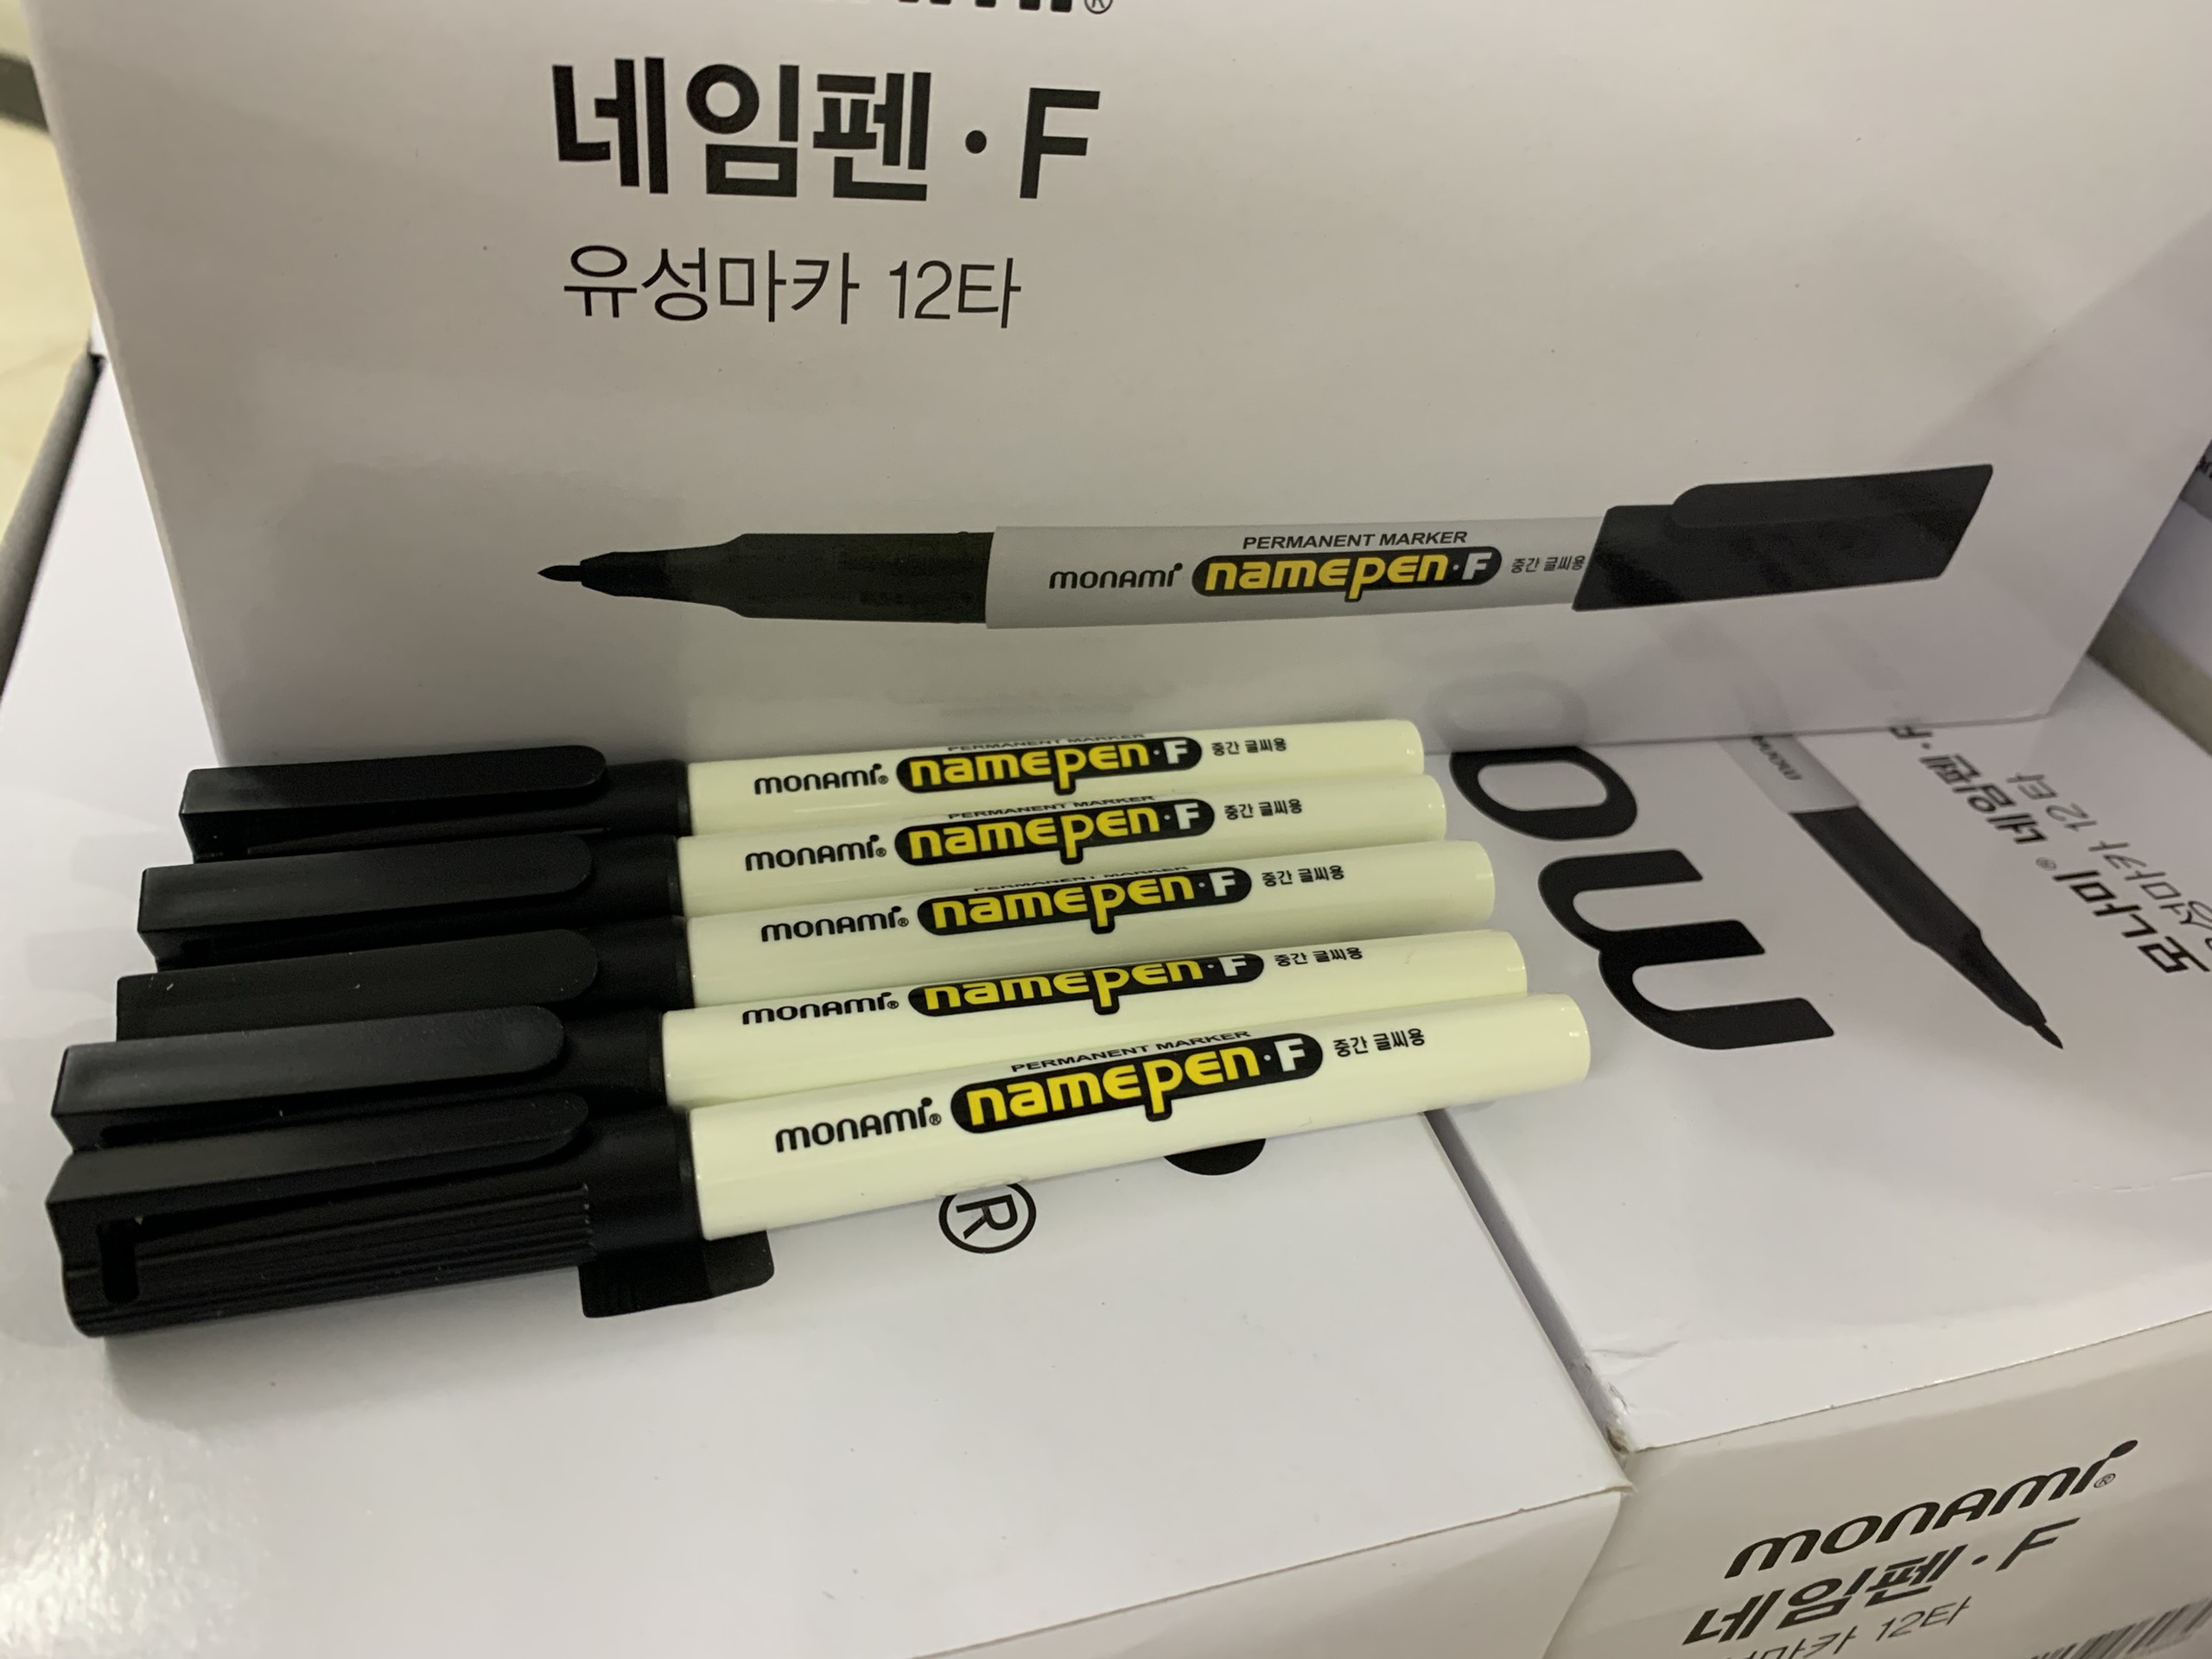 네임펜·F
유성마카 12타
PERMANENT MARKER
monami namepen·F 중간 글씨용
PERMANENT MARKER
monami® namepen·F 중간 글씨용
PERMANENT MARKER
monami® namepen·F 중간 글씨용
PERMANENT MARKER
monami® namepen·F 중간 글씨용
monami® namepen·F 중간 글씨용
PERMANENT MARKER
monami® namepen·F 중간 글씨용
®
mo
monami
모나미® 네임펜·F
12타
monami®
네임펜·F
마카 12타